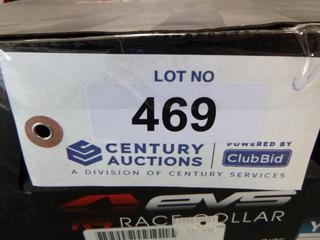 LOT NO
469
CENTURY AUCTIONS
POWERED BY ClubBid
A DIVISION OF CENTURY SERVICES
evs
RACE COLLAR